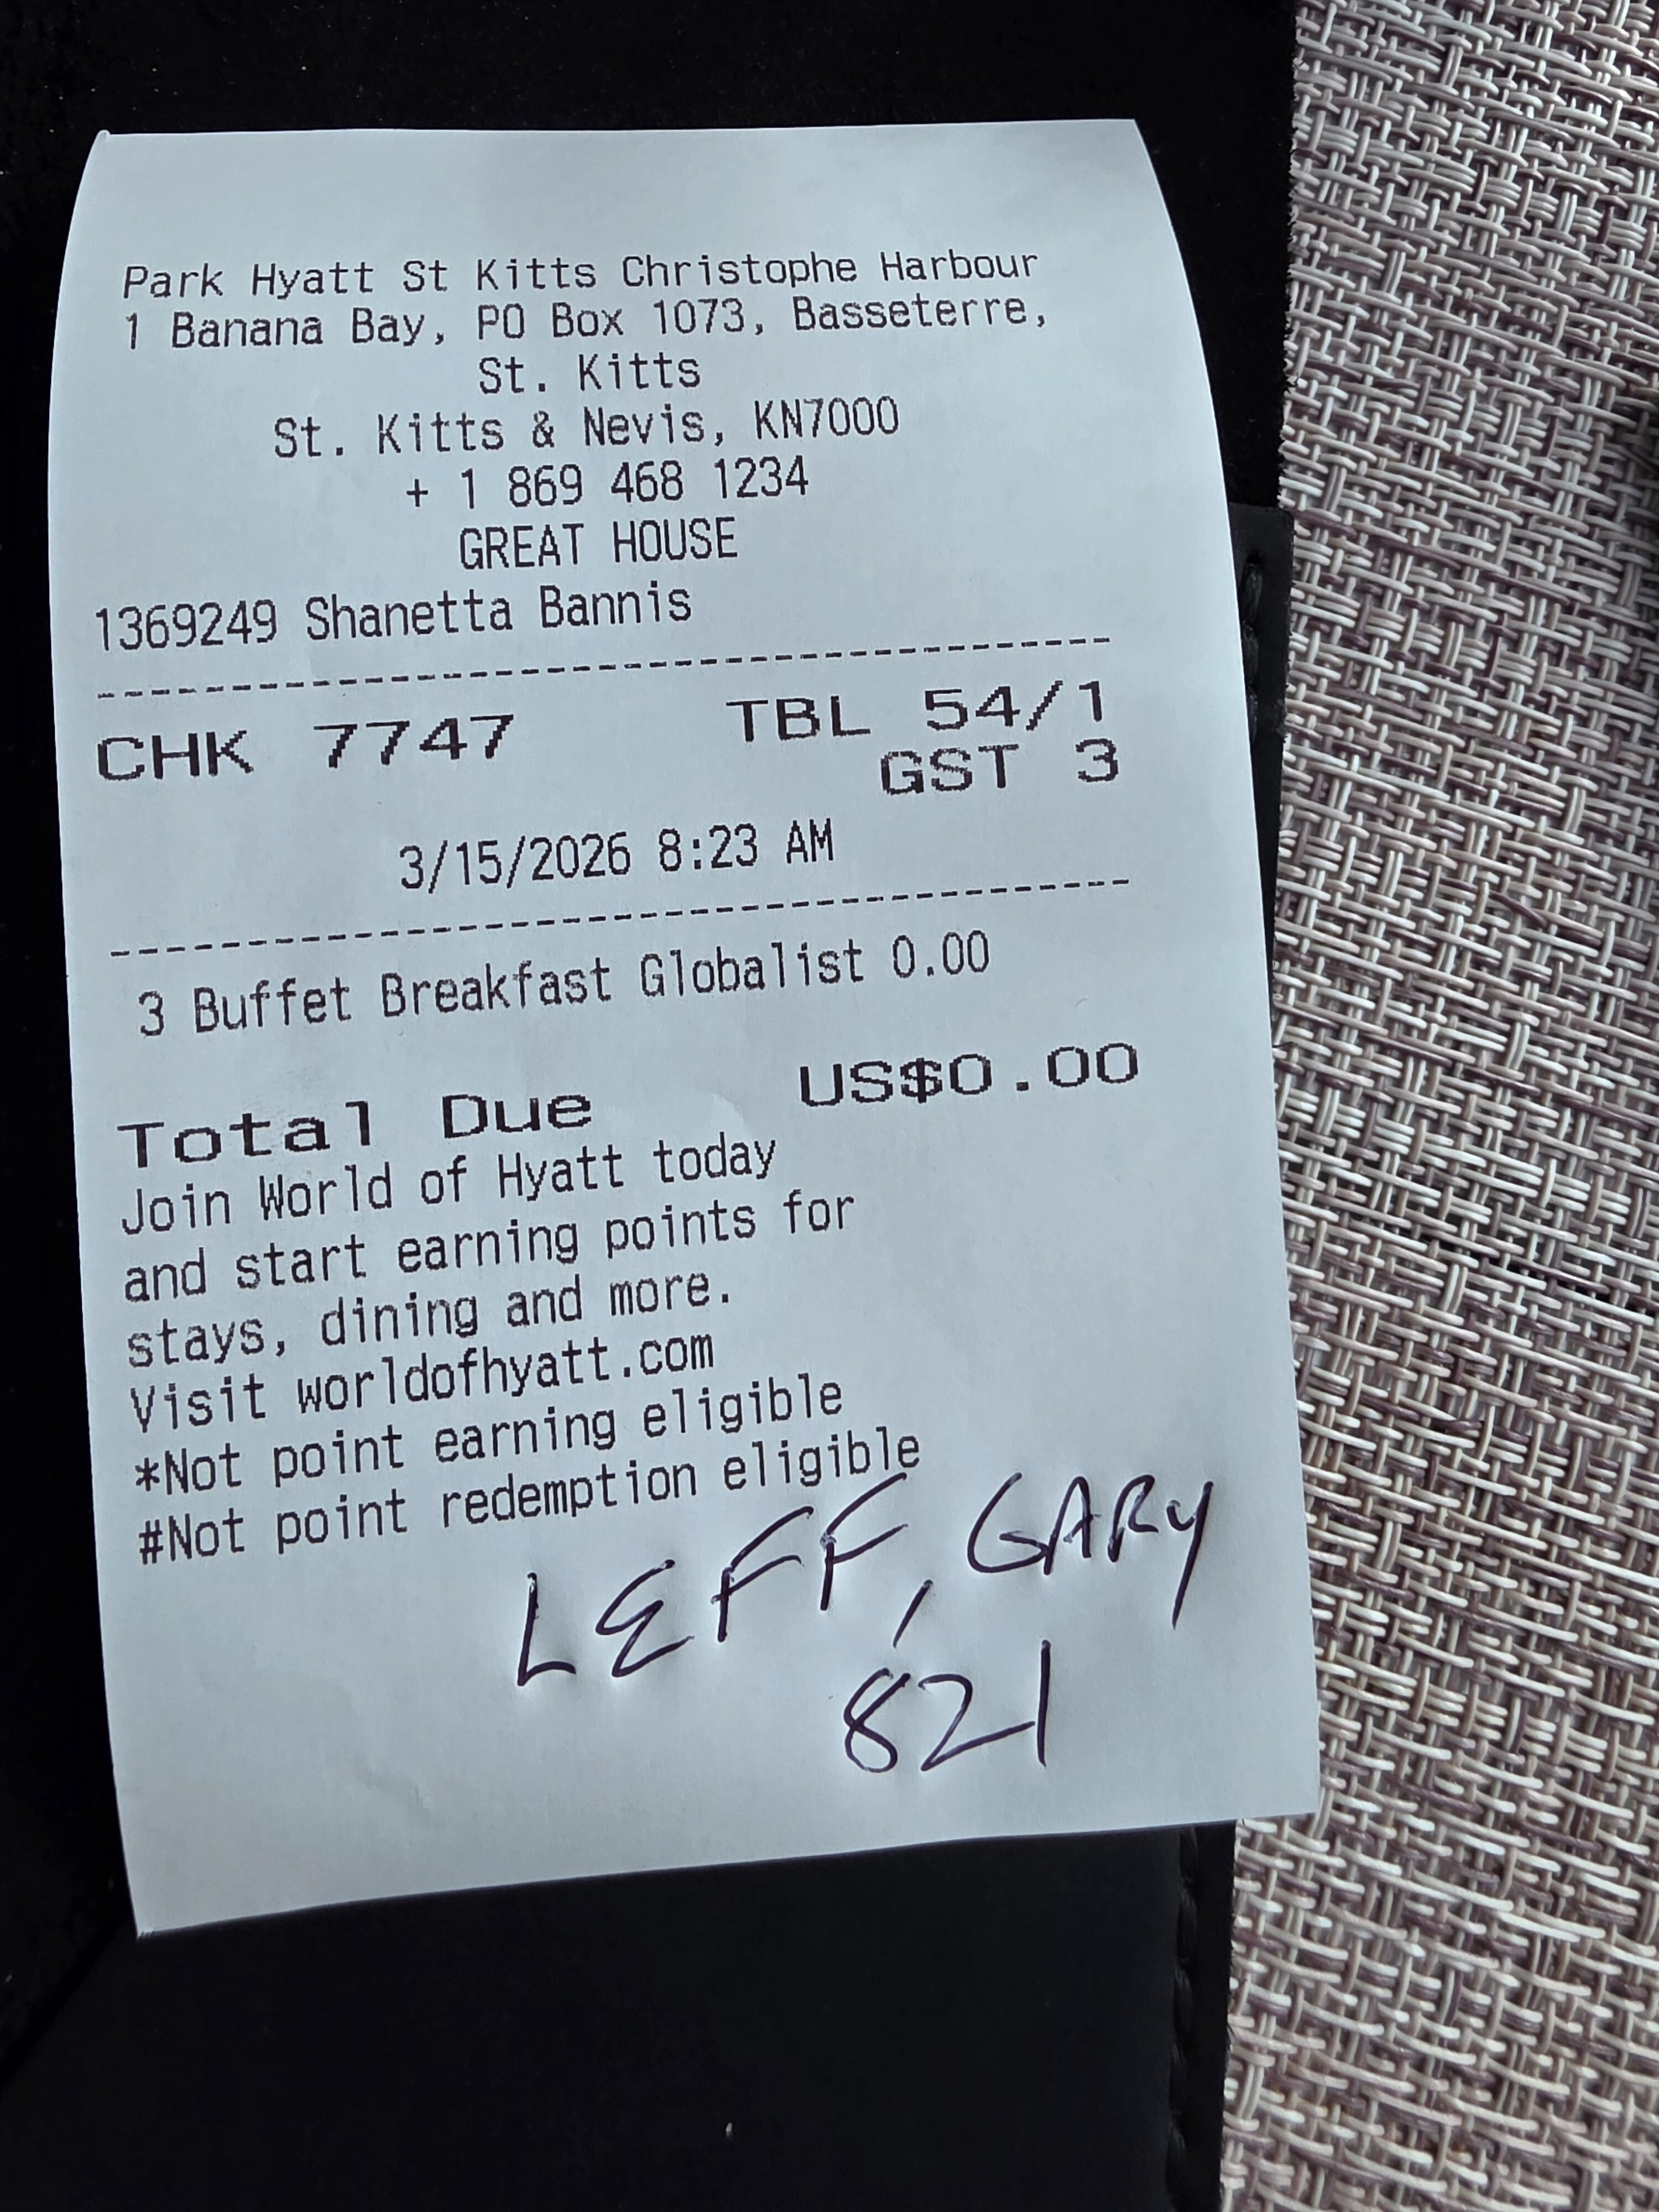 Park Hyatt St Kitts Christophe Harbour
1 Banana Bay, PO Box 1073, Basseterre,
St. Kitts
St. Kitts & Nevis, KN7000
+ 1 869 468 1234
GREAT HOUSE
1369249 Shanetta Bannis
CHK 7747 TBL 54/1
GST 3
3/15/2026 8:23 AM
3 Buffet Breakfast Globalist 0.00
Total Due US$0.00
Join World of Hyatt today
and start earning points for
stays, dining and more.
Visit worldofhyatt.com
*Not point earning eligible
#Not point redemption eligible
LEFF, GARY
821